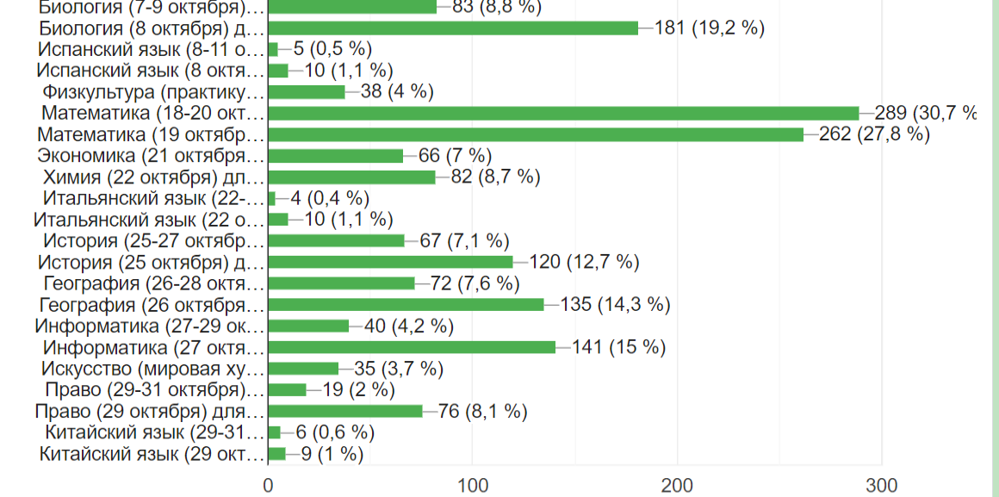 Биология (7-9 октября)… 83 (8,8 %)
Биология (8 октября) д… 181 (19,2 %)
Испанский язык (8-11 о… 5 (0,5 %)
Испанский язык (8 октя… 10 (1,1 %)
Физкультура (практику… 38 (4 %)
Математика (18-20 окт… 289 (30,7 %
Математика (19 октябр… 262 (27,8 %)
Экономика (21 октября… 66 (7 %)
Химия (22 октября) дл… 82 (8,7 %)
Итальянский язык (22-… 4 (0,4 %)
Итальянский язык (22 о… 10 (1,1 %)
История (25-27 октябр… 67 (7,1 %)
История (25 октября) д… 120 (12,7 %)
География (26-28 октя… 72 (7,6 %)
География (26 октября… 135 (14,3 %)
Информатика (27-29 ок… 40 (4,2 %)
Информатика (27 октя… 141 (15 %)
Искусство (мировая ху… 35 (3,7 %)
Право (29-31 октября)… 19 (2 %)
Право (29 октября) для… 76 (8,1 %)
Китайский язык (29-31… 6 (0,6 %)
Китайский язык (29 окт… 9 (1 %)
0 100 200 300